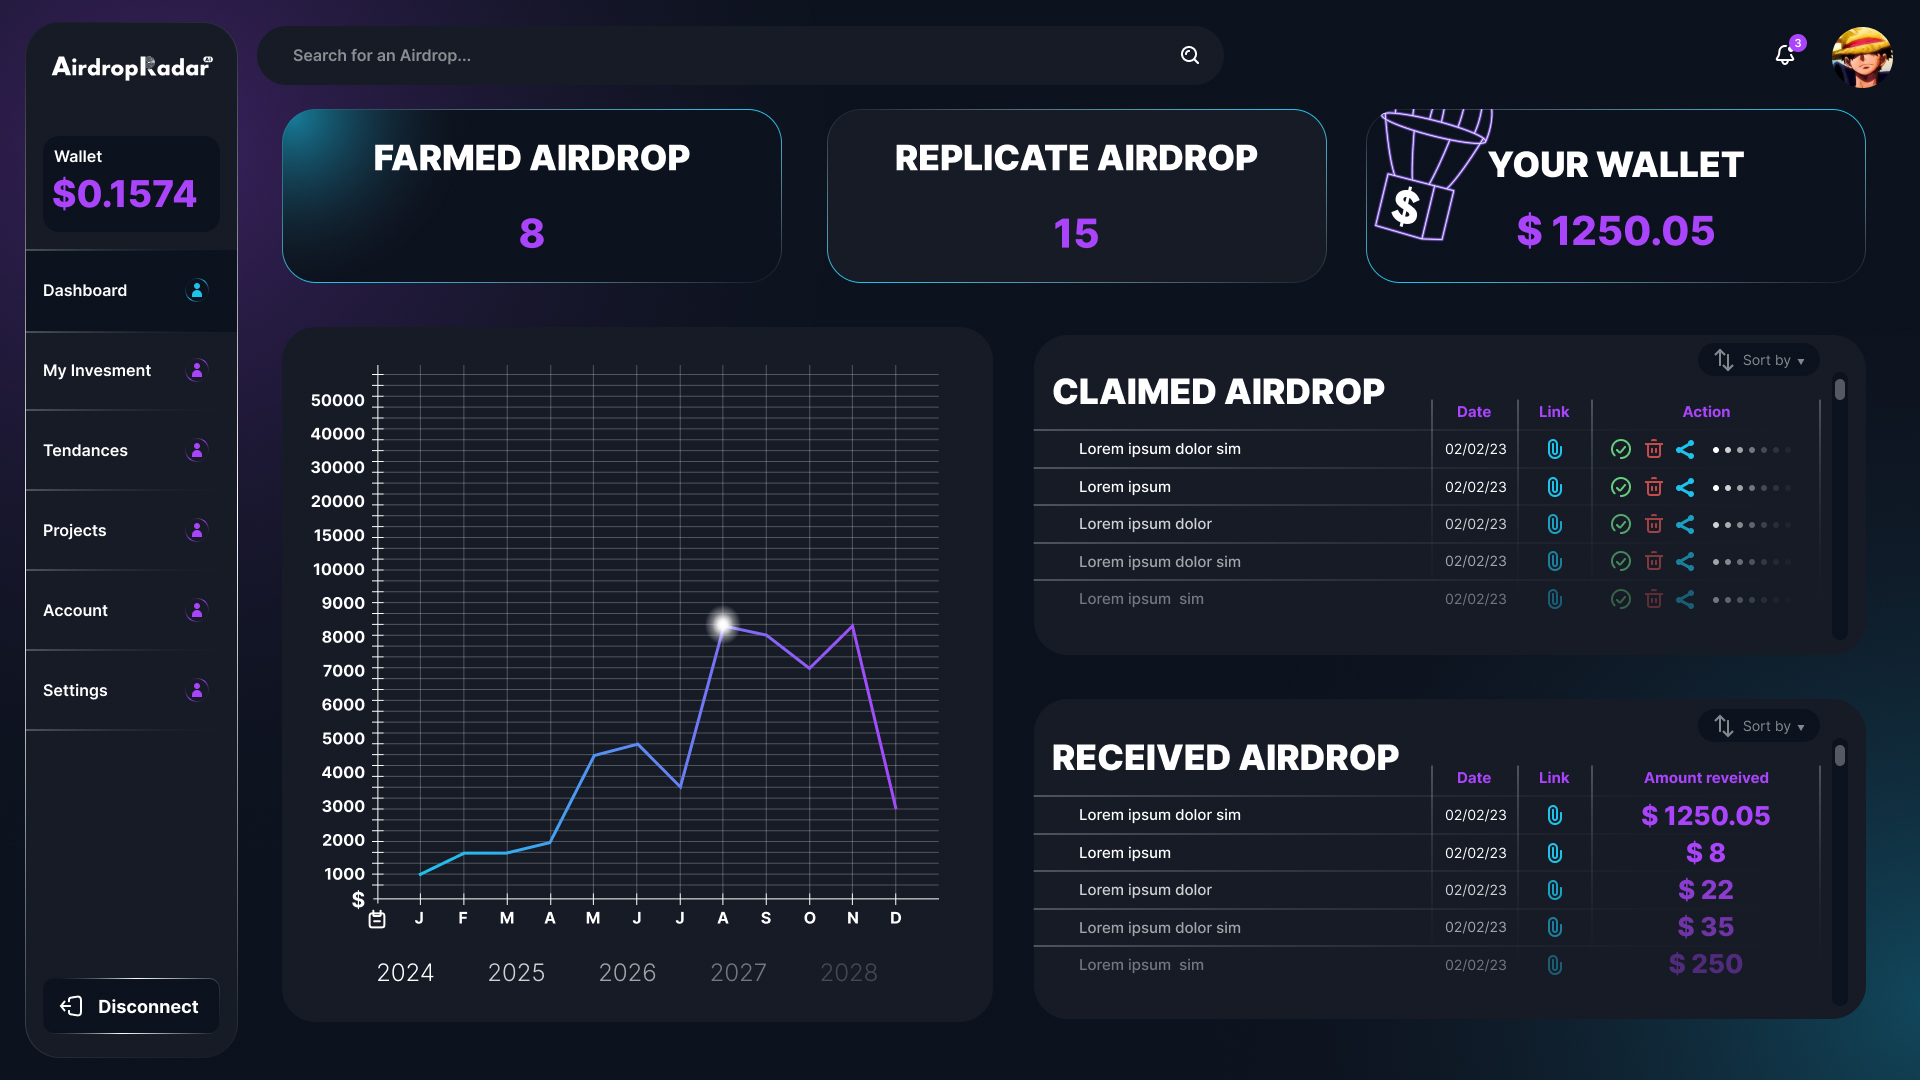 AirdropRadar AI
Search for an Airdrop...
3
Wallet
$0.1574
Dashboard
My Invesment
Tendances
Projects
Account
Settings
Disconnect
FARMED AIRDROP
8
REPLICATE AIRDROP
15
YOUR WALLET
$
$ 1250.05
50000
40000
30000
20000
15000
10000
9000
8000
7000
6000
5000
4000
3000
2000
1000
$
J F M A M J J A S O N D
2024 2025 2026 2027 2028
Sort by
CLAIMED AIRDROP
Date Link Action
Lorem ipsum dolor sim 02/02/23
Lorem ipsum 02/02/23
Lorem ipsum dolor 02/02/23
Lorem ipsum dolor sim 02/02/23
Lorem ipsum sim 02/02/23
Sort by
RECEIVED AIRDROP
Date Link Amount reveived
Lorem ipsum dolor sim 02/02/23 $ 1250.05
Lorem ipsum 02/02/23 $ 8
Lorem ipsum dolor 02/02/23 $ 22
Lorem ipsum dolor sim 02/02/23 $ 35
Lorem ipsum sim 02/02/23 $ 250